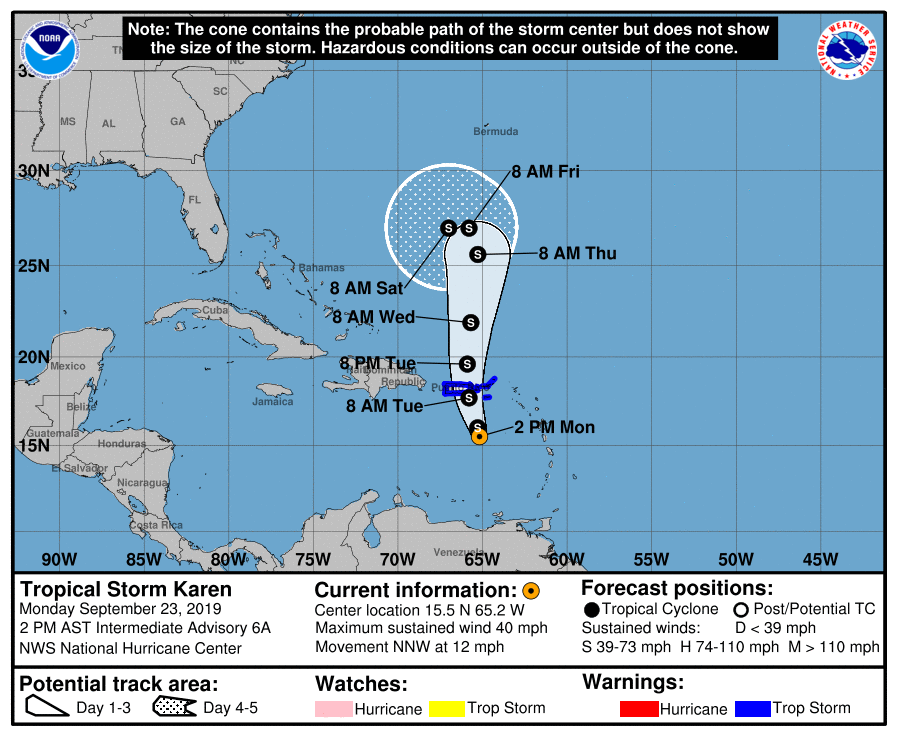 Note: The cone contains the probable path of the storm center but does not show
the size of the storm. Hazardous conditions can occur outside of the cone.
NOAA
NATIONAL WEATHER SERVICE
TN
NC
35
SC
MS
AL
GA
Bermuda
30N
8 AM Fri
FL
8 AM Thu
25N
Bahamas
8 AM Sat
Cuba
8 AM Wed
20N
8 PM Tue
Mexico
Dominican
Republic
Jamaica
8 AM Tue
Belize
2 PM Mon
Guatemala
15N
Honduras
El Salvador
Nicaragua
Costa Rica
Venezuela
90W 85W 80W 75W 70W 65W 60W 55W 50W 45W
Tropical Storm Karen
Monday September 23, 2019
2 PM AST Intermediate Advisory 6A
NWS National Hurricane Center
Current information:
Center location 15.5 N 65.2 W
Maximum sustained wind 40 mph
Movement NNW at 12 mph
Forecast positions:
Tropical Cyclone Post/Potential TC
Sustained winds: D < 39 mph
S 39-73 mph H 74-110 mph M > 110 mph
Potential track area:
Day 1-3 Day 4-5
Watches:
Hurricane Trop Storm
Warnings:
Hurricane Trop Storm